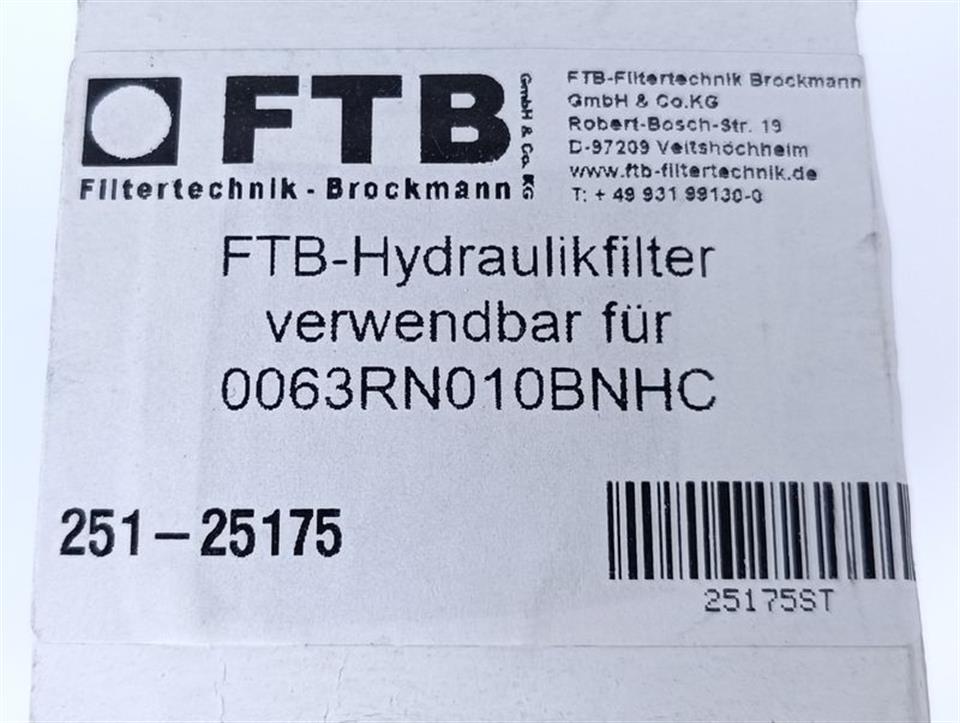 FTB
GmbH & Co. KG
Filtertechnik - Brockmann
FTB-Filtertechnik Brockmann
GmbH & Co.KG
Robert-Bosch-Str. 19
D-97209 Veitshöchheim
www.ftb-filtertechnik.de
T: + 49 931 99130-0
FTB-Hydraulikfilter
verwendbar für
0063RN010BNHC
251-25175
25175ST